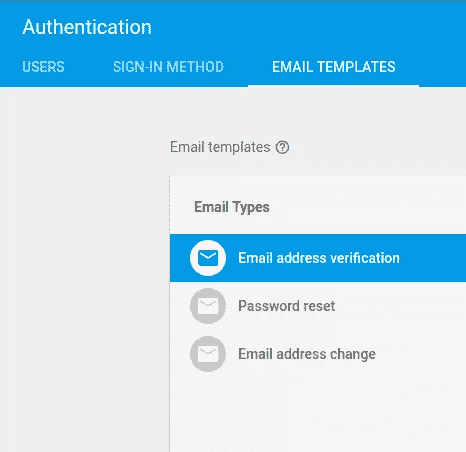 Authentication
USERS SIGN-IN METHOD EMAIL TEMPLATES
Email templates ?
Email Types
Email address verification
Password reset
Email address change